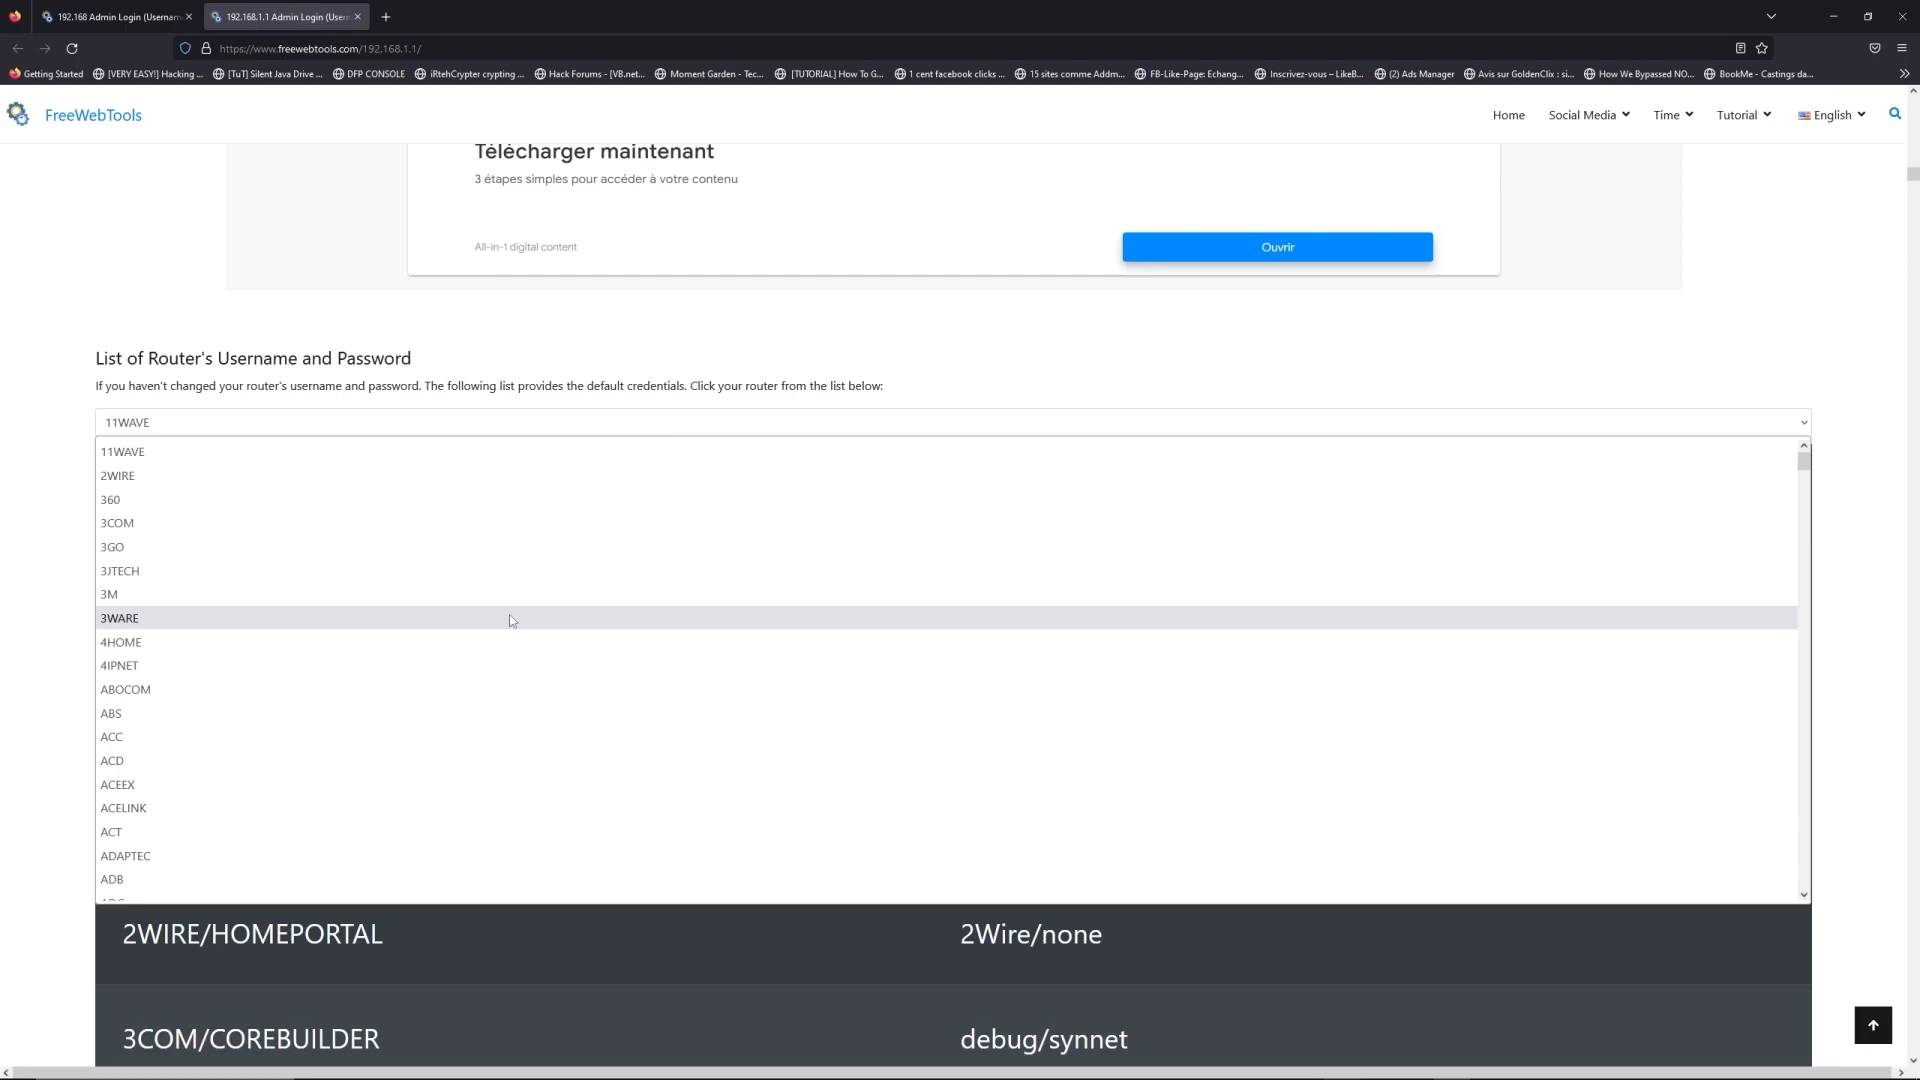 192.168 Admin Login (Usernam
192.168.1.1 Admin Login (Usern
https://www.freewebtools.com/192.168.1.1/
Getting Started
[VERY EASY!] Hacking ...
[TuT] Silent Java Drive ...
DFP CONSOLE
iRtehCrypter crypting ...
Hack Forums - [VB.net...
Moment Garden - Tec...
[TUTORIAL] How To G...
1 cent facebook clicks ...
15 sites comme Addm...
FB-Like-Page: Echang...
Inscrivez-vous – LikeB...
(2) Ads Manager
Avis sur GoldenClix : si...
How We Bypassed NO...
BookMe - Castings da...
FreeWebTools
Home
Social Media
Time
Tutorial
English
Télécharger maintenant
3 étapes simples pour accéder à votre contenu
All-in-1 digital content
Ouvrir
List of Router's Username and Password
If you haven't changed your router's username and password. The following list provides the default credentials. Click your router from the list below:
11WAVE
11WAVE
2WIRE
360
3COM
3GO
3JTECH
3M
3WARE
4HOME
4IPNET
ABOCOM
ABS
ACC
ACD
ACEEX
ACELINK
ACT
ADAPTEC
ADB
2WIRE/HOMEPORTAL
2Wire/none
3COM/COREBUILDER
debug/synnet